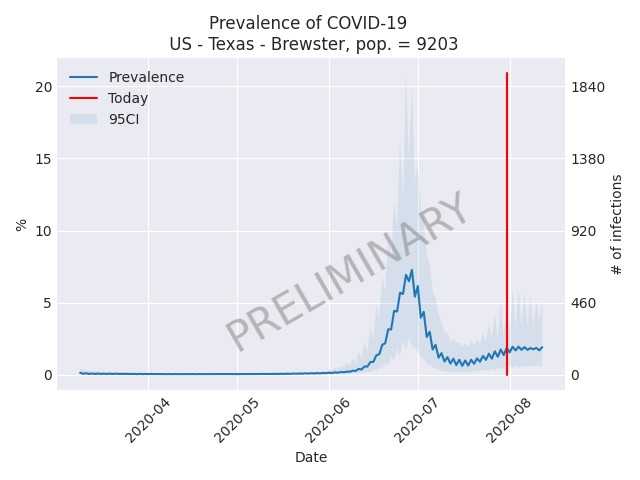 Prevalence of COVID-19
US - Texas - Brewster, pop. = 9203
Prevalence
Today
95CI
20
15
10
5
0
%
1840
1380
920
460
0
# of infections
PRELIMINARY
2020-04
2020-05
2020-06
2020-07
2020-08
Date